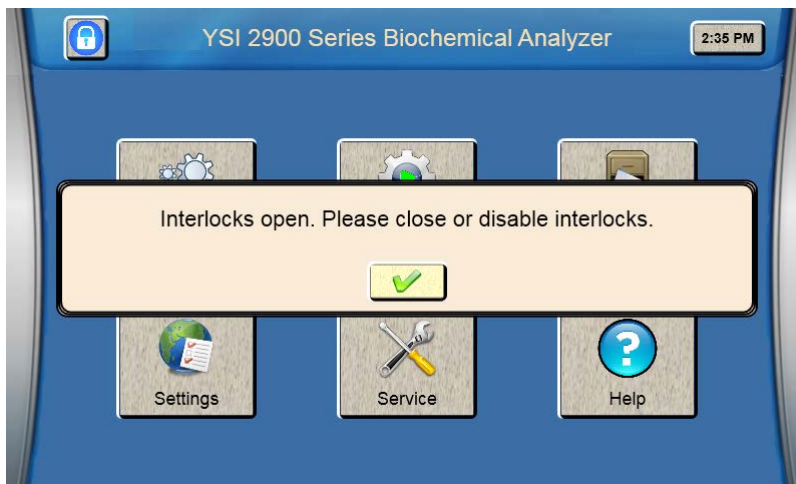 YSI 2900 Series Biochemical Analyzer
2:35 PM
Interlocks open. Please close or disable interlocks.
Settings
Service
Help